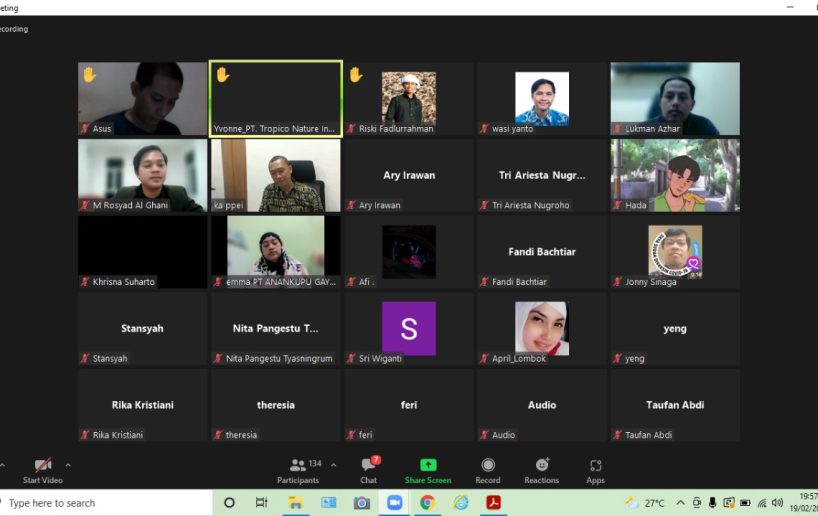 eeting
ecording
Asus
Yvonne_PT. Tropico Nature In...
Riski Fadlurrahman
wasi yanto
Lukman Azhar
M Rosyad Al Ghani
ka ppei
Ary Irawan
Ary Irawan
Tri Ariesta Nugr...
Tri Ariesta Nugroho
Hada
Khrisna Suharto
emma PT ANANKUPU GAY...
Afi .
Fandi Bachtiar
Fandi Bachtiar
Jonny Sinaga
Stansyah
Stansyah
Nita Pangestu T...
Nita Pangestu Tyasningrum
S
Sri Wiganti
April_Lombok
yeng
yeng
Rika Kristiani
Rika Kristiani
theresia
theresia
feri
feri
Audio
Audio
Taufan Abdi
Taufan Abdi
Start Video
134
Participants
7
Chat
Share Screen
Record
Reactions
Apps
Type here to search
27°C
19:57
19/02/20